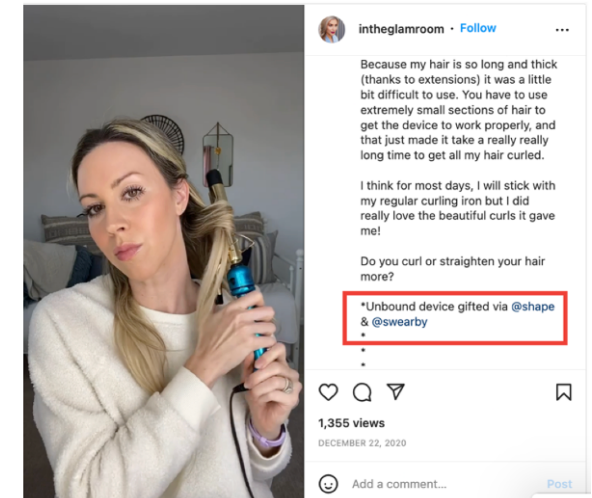 intheglamroom • Follow
Because my hair is so long and thick
(thanks to extensions) it was a little
bit difficult to use. You have to use
extremely small sections of hair to
get the device to work properly, and
that just made it take a really really
long time to get all my hair curled.
I think for most days, I will stick with
my regular curling iron but I did
really love the beautiful curls it gave
me!
Do you curl or straighten your hair
more?
*Unbound device gifted via @shape
& @swearby
*
*
*
1,355 views
DECEMBER 22, 2020
Add a comment... Post